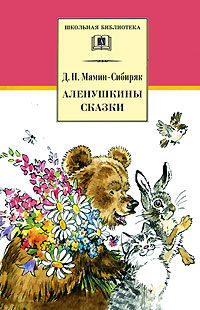 ШКОЛЬНАЯ БИБЛИОТЕКА
Д. Н. Мамин-Сибиряк
АЛЕНУШКИНЫ
СКАЗКИ